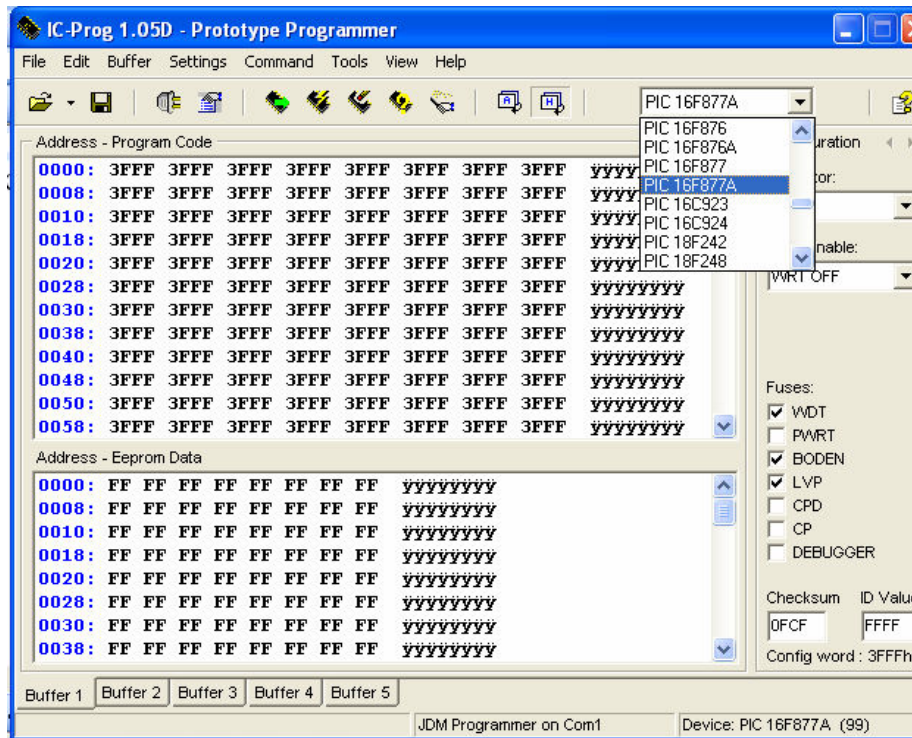 IC-Prog 1.05D - Prototype Programmer
File Edit Buffer Settings Command Tools View Help
PIC 16F877A
PIC 16F876
PIC 16F876A
PIC 16F877
PIC 16F877A
PIC 16C923
PIC 16C924
PIC 18F242
PIC 18F248
Address - Program Code
0000: 3FFF 3FFF 3FFF 3FFF 3FFF 3FFF 3FFF 3FFF ÿÿÿÿ
0008: 3FFF 3FFF 3FFF 3FFF 3FFF 3FFF 3FFF 3FFF ÿÿÿÿ
0010: 3FFF 3FFF 3FFF 3FFF 3FFF 3FFF 3FFF 3FFF ÿÿÿÿ
0018: 3FFF 3FFF 3FFF 3FFF 3FFF 3FFF 3FFF 3FFF ÿÿÿÿ
0020: 3FFF 3FFF 3FFF 3FFF 3FFF 3FFF 3FFF 3FFF ÿÿÿÿ
0028: 3FFF 3FFF 3FFF 3FFF 3FFF 3FFF 3FFF 3FFF ÿÿÿÿÿÿÿÿ
0030: 3FFF 3FFF 3FFF 3FFF 3FFF 3FFF 3FFF 3FFF ÿÿÿÿÿÿÿÿ
0038: 3FFF 3FFF 3FFF 3FFF 3FFF 3FFF 3FFF 3FFF ÿÿÿÿÿÿÿÿ
0040: 3FFF 3FFF 3FFF 3FFF 3FFF 3FFF 3FFF 3FFF ÿÿÿÿÿÿÿÿ
0048: 3FFF 3FFF 3FFF 3FFF 3FFF 3FFF 3FFF 3FFF ÿÿÿÿÿÿÿÿ
0050: 3FFF 3FFF 3FFF 3FFF 3FFF 3FFF 3FFF 3FFF ÿÿÿÿÿÿÿÿ
0058: 3FFF 3FFF 3FFF 3FFF 3FFF 3FFF 3FFF 3FFF ÿÿÿÿÿÿÿÿ
Address - Eeprom Data
0000: FF FF FF FF FF FF FF FF ÿÿÿÿÿÿÿÿ
0008: FF FF FF FF FF FF FF FF ÿÿÿÿÿÿÿÿ
0010: FF FF FF FF FF FF FF FF ÿÿÿÿÿÿÿÿ
0018: FF FF FF FF FF FF FF FF ÿÿÿÿÿÿÿÿ
0020: FF FF FF FF FF FF FF FF ÿÿÿÿÿÿÿÿ
0028: FF FF FF FF FF FF FF FF ÿÿÿÿÿÿÿÿ
0030: FF FF FF FF FF FF FF FF ÿÿÿÿÿÿÿÿ
0038: FF FF FF FF FF FF FF FF ÿÿÿÿÿÿÿÿ
uration
tor:
nable:
WRT OFF
Fuses:
WDT
PWRT
BODEN
LVP
CPD
CP
DEBUGGER
Checksum ID Value
0FCF FFFF
Config word : 3FFFh
Buffer 1 Buffer 2 Buffer 3 Buffer 4 Buffer 5
JDM Programmer on Com1 Device: PIC 16F877A (99)